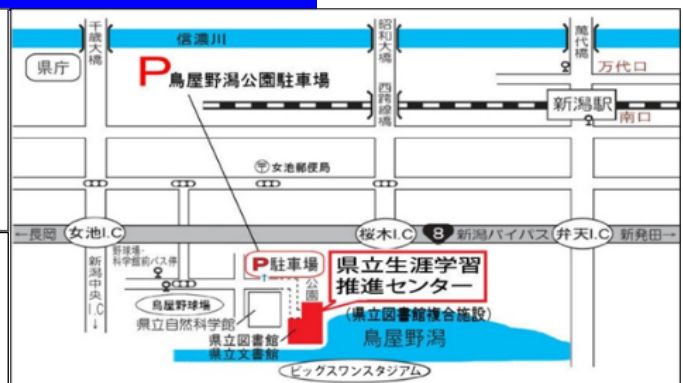 千歳大橋
信濃川
昭和大橋
萬代橋
県庁
P鳥屋野潟公園駐車場
西跨線橋
万代口
新潟駅
南口
〒女池郵便局
←長岡
女池I.C
桜木I.C
8
新潟バイパス
弁天I.C
新発田→
新潟中央I.C↓
野球場・
科学館前バス停
P駐車場
公園
県立生涯学習
推進センター
(県立図書館複合施設)
鳥屋野球場
県立自然科学館
県立図書館
県立文書館
鳥屋野潟
ビッグスワンスタジアム